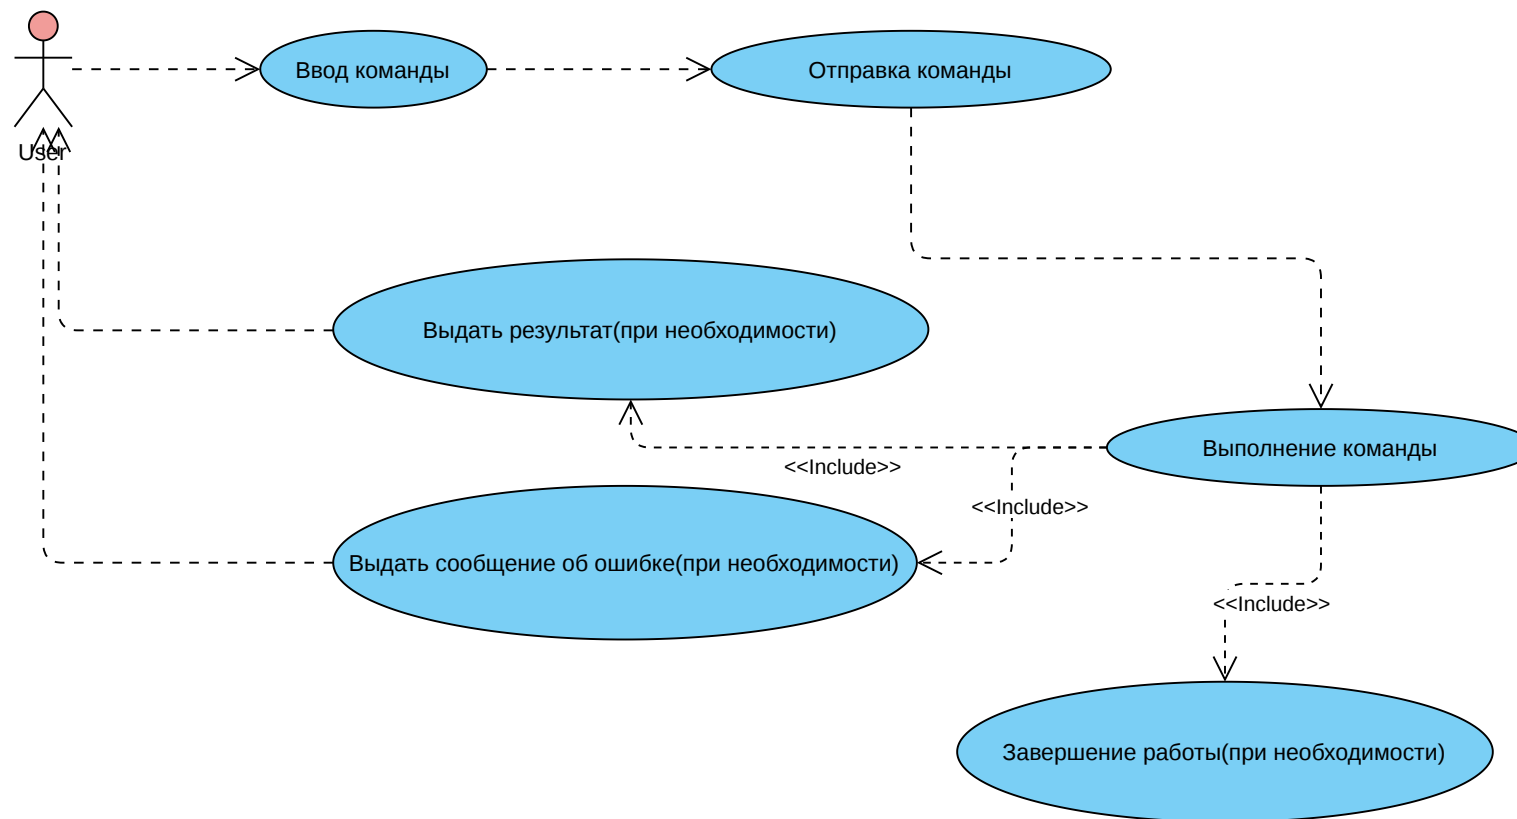 Ввод команды
Отправка команды
User
Выдать результат(при необходимости)
Выполнение команды
<<Include>>
<<Include>>
Выдать сообщение об ошибке(при необходимости)
<<Include>>
Завершение работы(при необходимости)